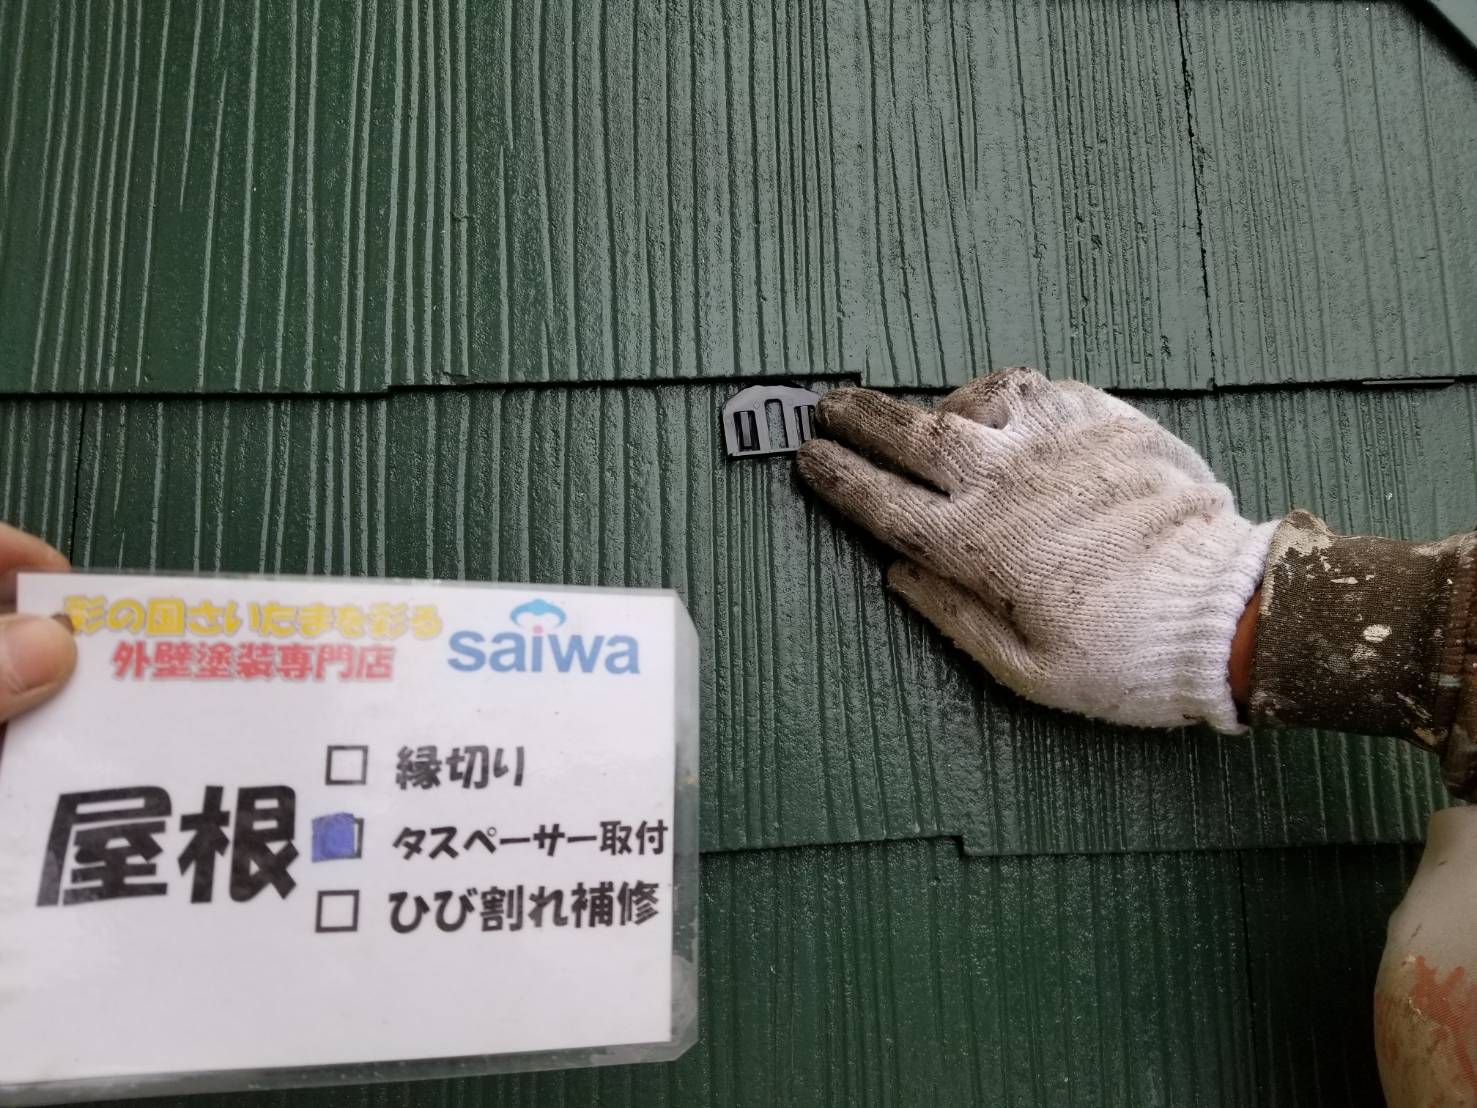 彩の国さいたまを彩る
外壁塗装専門店
saiwa
屋根
縁切り
タスペーサー取付
ひび割れ補修